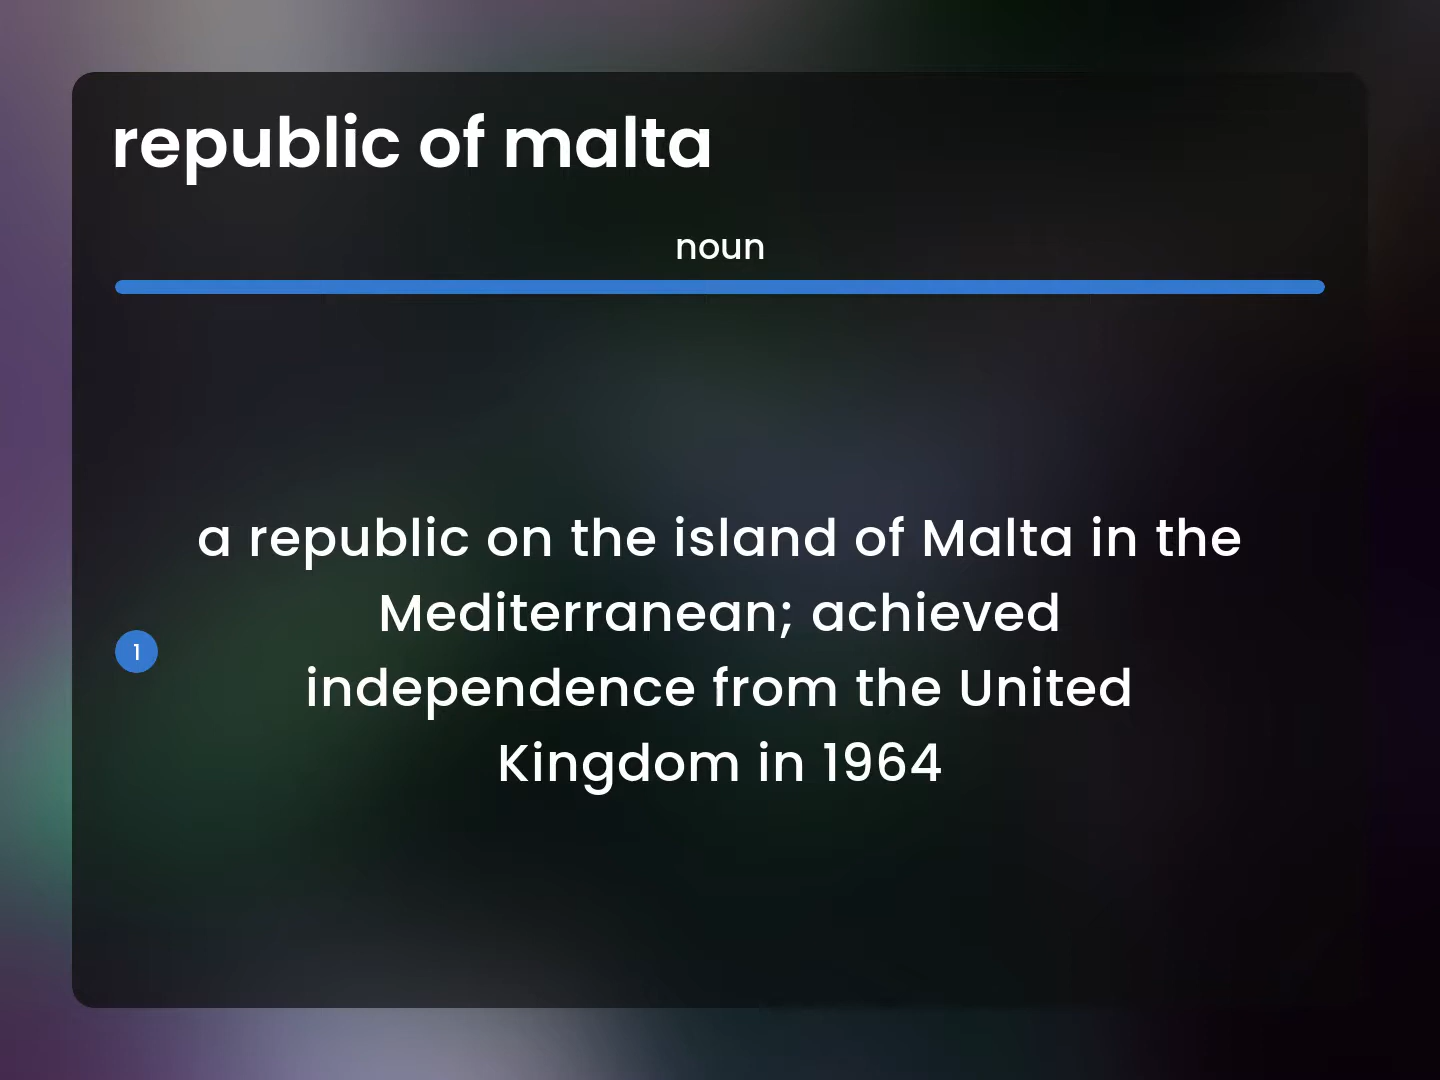 republic of malta
noun
a republic on the island of Malta in the
Mediterranean; achieved
1
independence from the United
Kingdom in 1964